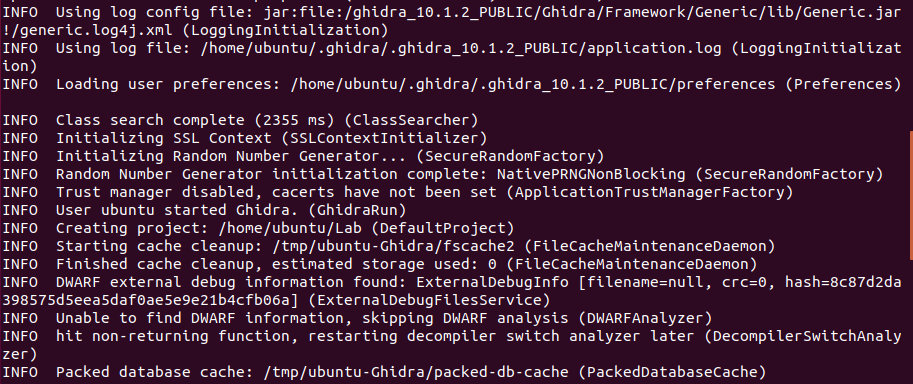 INFO  Using log config file: jar:file:/ghidra_10.1.2_PUBLIC/Ghidra/Framework/Generic/lib/Generic.jar
!/generic.log4j.xml (LoggingInitialization)
INFO  Using log file: /home/ubuntu/.ghidra/.ghidra_10.1.2_PUBLIC/application.log (LoggingInitializat
ion)
INFO  Loading user preferences: /home/ubuntu/.ghidra/.ghidra_10.1.2_PUBLIC/preferences (Preferences)
INFO  Class search complete (2355 ms) (ClassSearcher)
INFO  Initializing SSL Context (SSLContextInitializer)
INFO  Initializing Random Number Generator... (SecureRandomFactory)
INFO  Random Number Generator initialization complete: NativePRNGNonBlocking (SecureRandomFactory)
INFO  Trust manager disabled, cacerts have not been set (ApplicationTrustManagerFactory)
INFO  User ubuntu started Ghidra. (GhidraRun)
INFO  Creating project: /home/ubuntu/Lab (DefaultProject)
INFO  Starting cache cleanup: /tmp/ubuntu-Ghidra/fscache2 (FileCacheMaintenanceDaemon)
INFO  Finished cache cleanup, estimated storage used: 0 (FileCacheMaintenanceDaemon)
INFO  DWARF external debug information found: ExternalDebugInfo [filename=null, crc=0, hash=8c87d2da
398575d5eea5daf0ae5e9e21b4cfb06a] (ExternalDebugFilesService)
INFO  Unable to find DWARF information, skipping DWARF analysis (DWARFAnalyzer)
INFO  hit non-returning function, restarting decompiler switch analyzer later (DecompilerSwitchAnaly
zer)
INFO  Packed database cache: /tmp/ubuntu-Ghidra/packed-db-cache (PackedDatabaseCache)